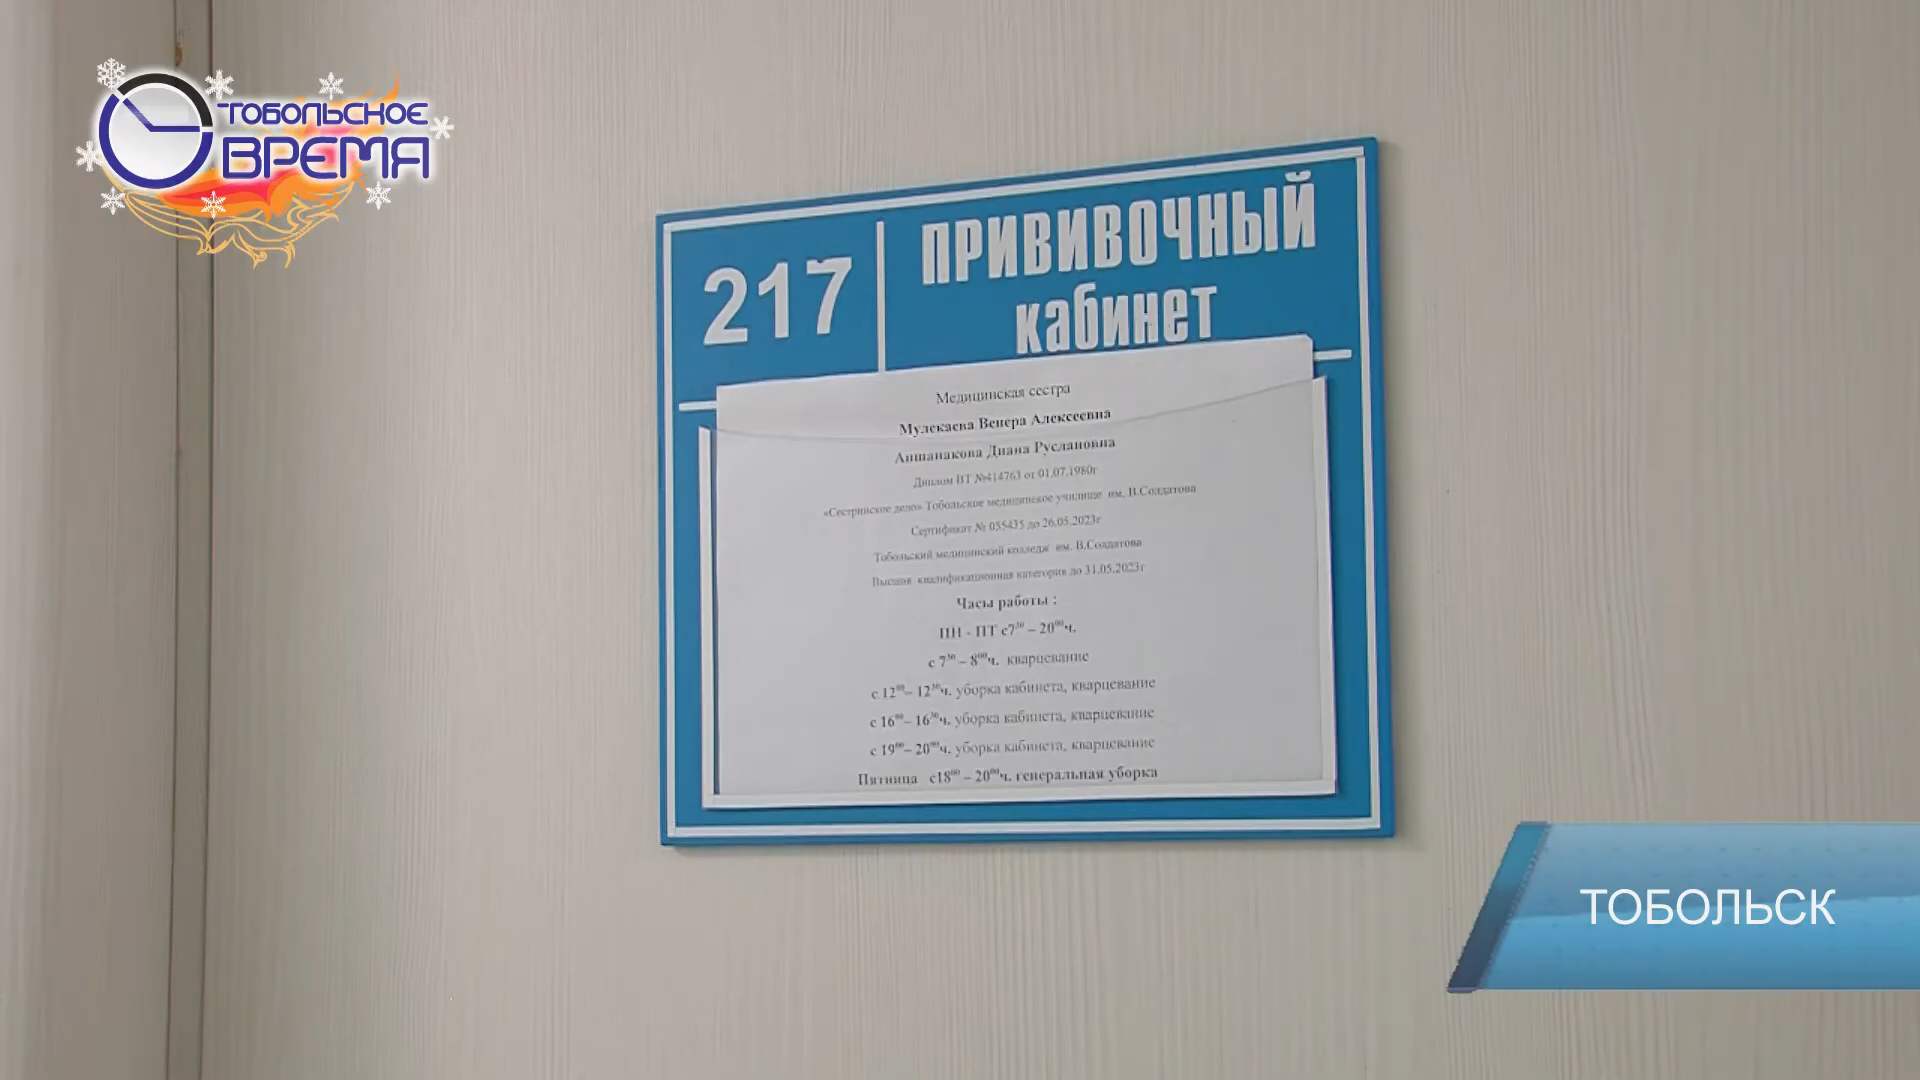 ТОБОЛЬСКОЕ
ВРЕМЯ
217
ПРИВИВОЧНЫЙ
кабинет
Медицинская сестра
Мулекаева Венера Алексеевна
Апшанакова Диана Руслановна
Диплом ВТ №414763 от 01.07.1980г
«Сестринское дело» Тобольское медицинское училище им. В.Солдатова
Сертификат № 055435 до 26.05.2023г
Тобольский медицинский колледж им. В.Солдатова
Высшая квалификационная категория до 31.05.2023г
Часы работы :
ПН - ПТ с7³⁰ – 20⁰⁰ч.
с 7³⁰ – 8⁰⁰ч. кварцевание
с 12⁰⁰– 12³⁰ч. уборка кабинета, кварцевание
с 16⁰⁰– 16³⁰ч. уборка кабинета, кварцевание
с 19⁰⁰– 20⁰⁰ч. уборка кабинета, кварцевание
Пятница с18⁰⁰ – 20⁰⁰ч. генеральная уборка
ТОБОЛЬСК